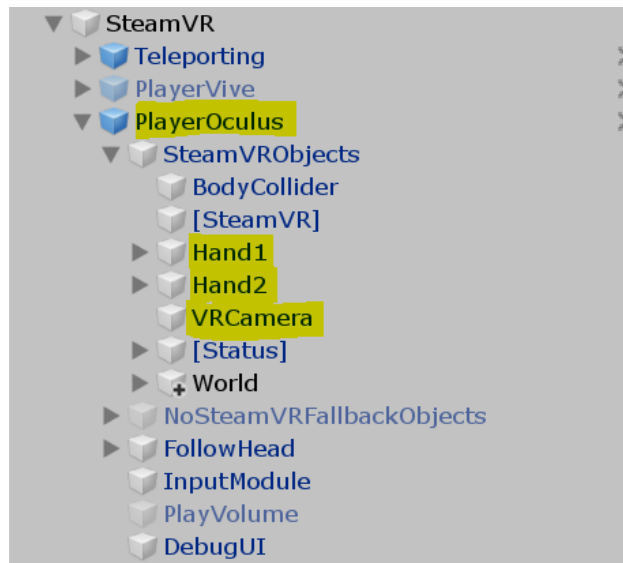 SteamVR
Teleporting
PlayerVive
PlayerOculus
SteamVRObjects
BodyCollider
[SteamVR]
Hand1
Hand2
VRCamera
[Status]
World
NoSteamVRFallbackObjects
FollowHead
InputModule
PlayVolume
DebugUI